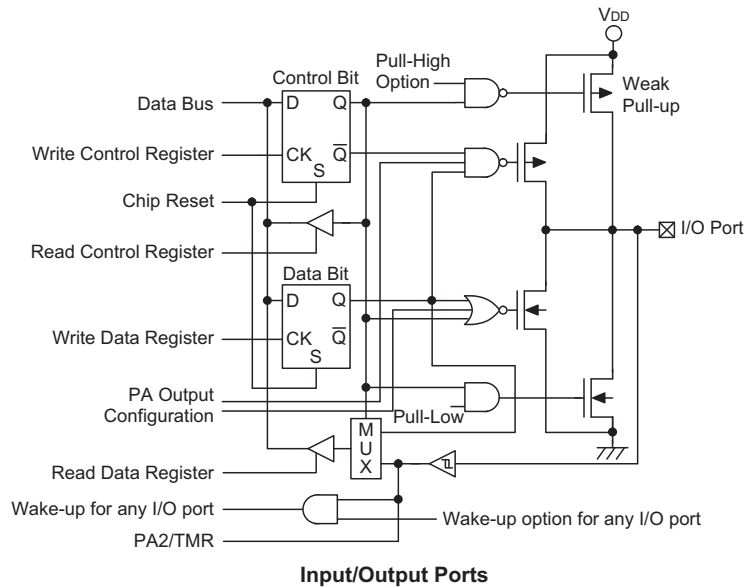 VDD
Pull-High
Option
Control Bit
Weak
Pull-up
Data Bus
D
Q
Write Control Register
CK
Q
S
Chip Reset
I/O Port
Read Control Register
Data Bit
D
Q
Write Data Register
CK
Q
S
PA Output
Configuration
Pull-Low
M
U
X
Read Data Register
Wake-up for any I/O port
Wake-up option for any I/O port
PA2/TMR
Input/Output Ports